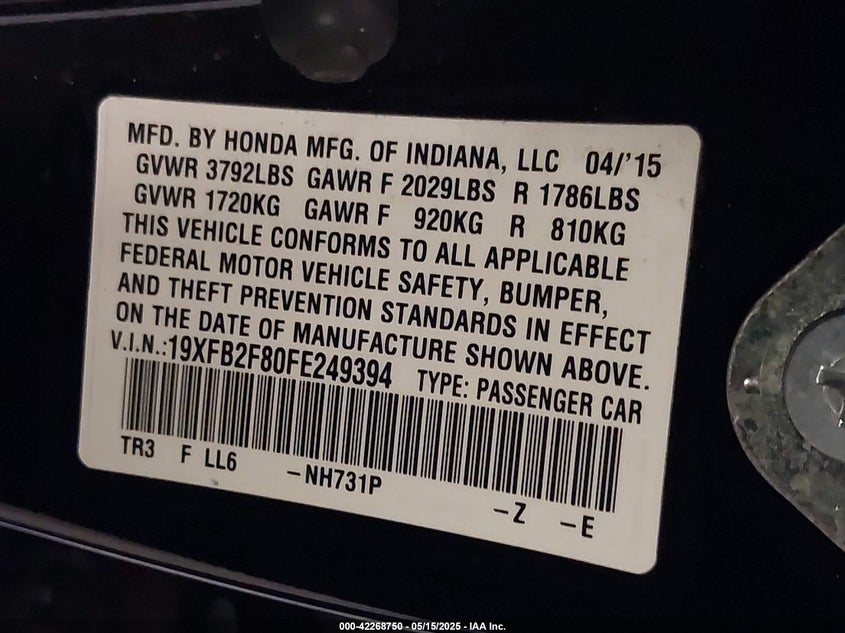 MFD. BY HONDA MFG. OF INDIANA, LLC 04/'15
GVWR 3792LBS GAWR F 2029LBS R 1786LBS
GVWR 1720KG GAWR F 920KG R 810KG
THIS VEHICLE CONFORMS TO ALL APPLICABLE
FEDERAL MOTOR VEHICLE SAFETY, BUMPER,
AND THEFT PREVENTION STANDARDS IN EFFECT
ON THE DATE OF MANUFACTURE SHOWN ABOVE.
V.I.N.:19XFB2F80FE249394 TYPE: PASSENGER CAR
TR3 F LL6 -NH731P -Z -E
000-42268750 - 05/15/2025 - IAA Inc.